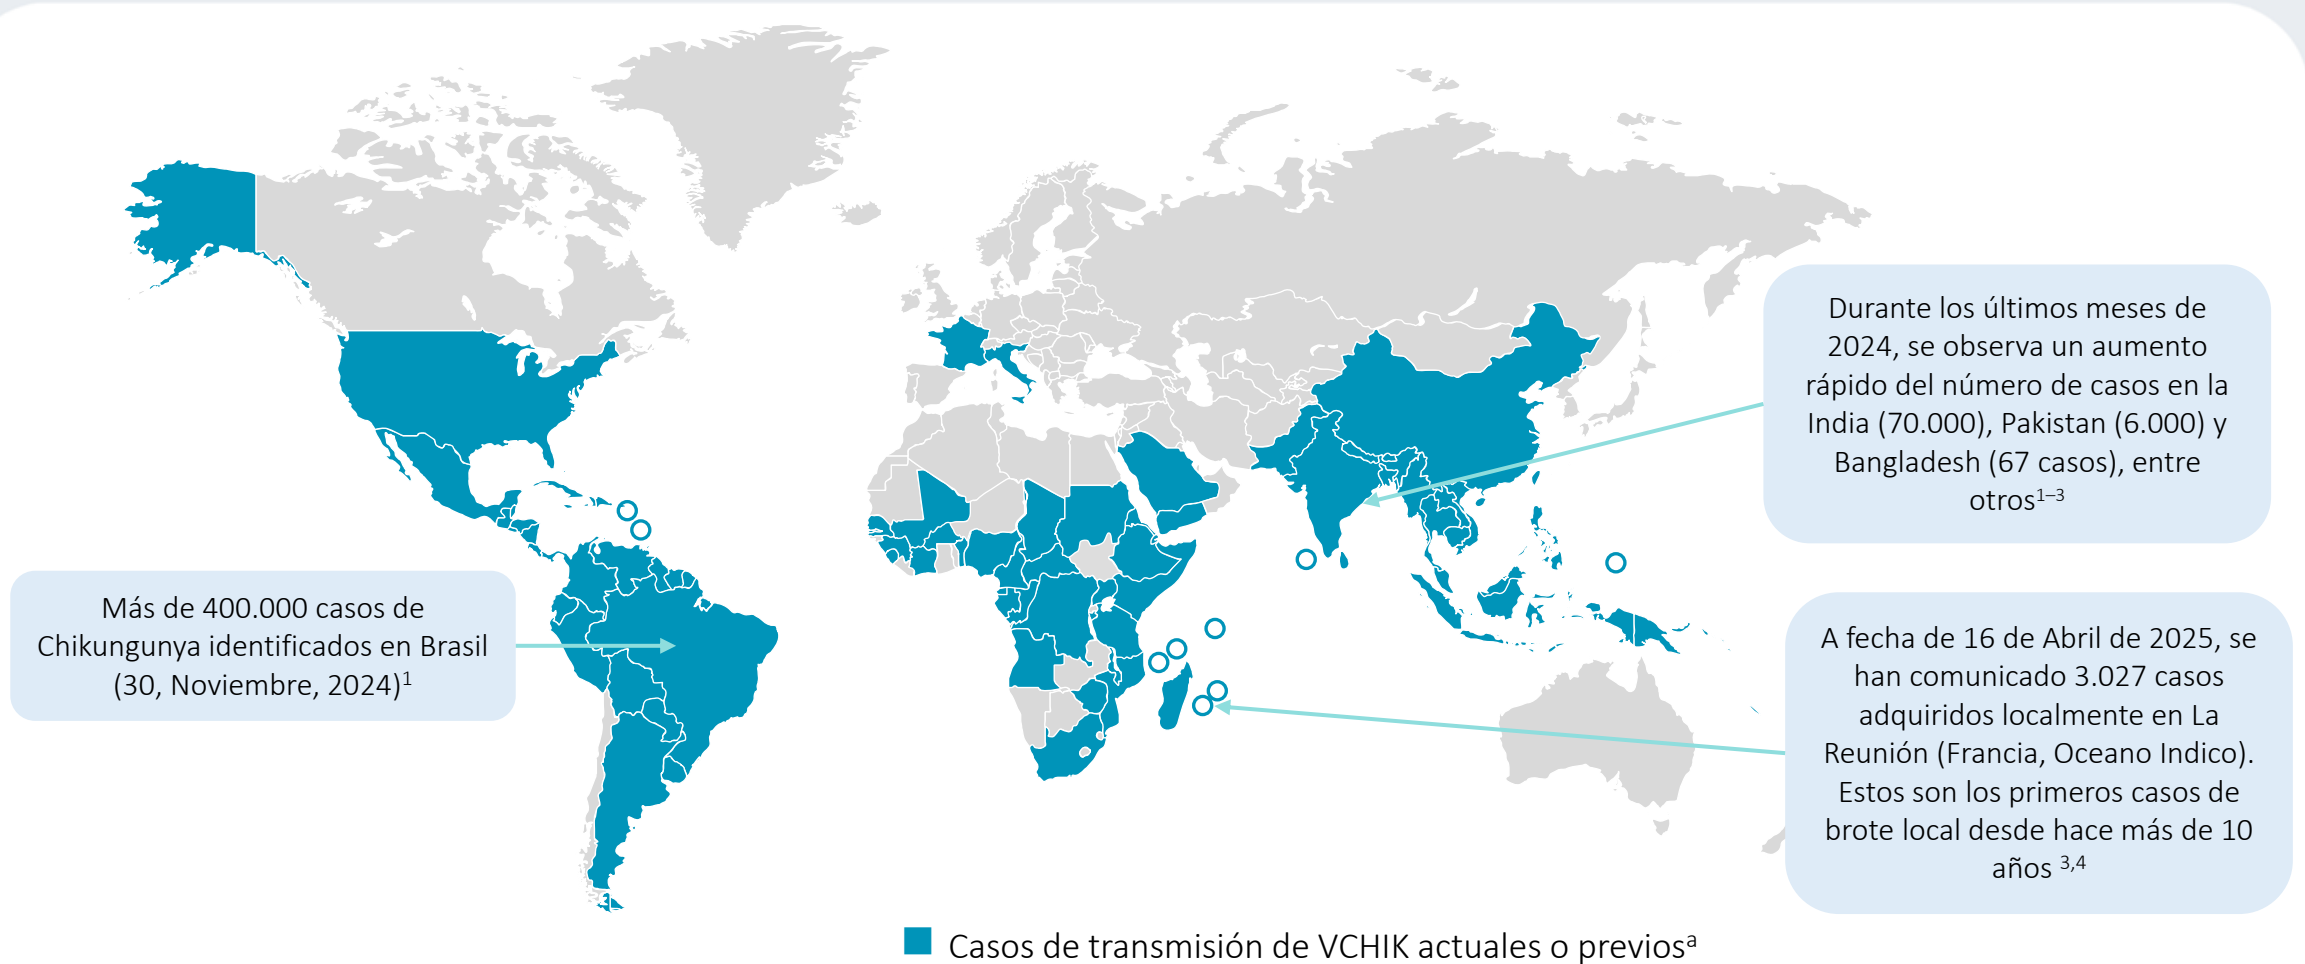 Durante los últimos meses de
2024, se observa un aumento
rápido del número de casos en la
India (70.000), Pakistan (6.000) y
Bangladesh (67 casos), entre
otros¹⁻³
Más de 400.000 casos de
Chikungunya identificados en Brasil
(30, Noviembre, 2024)¹
A fecha de 16 de Abril de 2025, se
han comunicado 3.027 casos
adquiridos localmente en La
Reunión (Francia, Oceano Indico).
Estos son los primeros casos de
brote local desde hace más de 10
años ³,⁴
Casos de transmisión de VCHIK actuales o previosᵃ